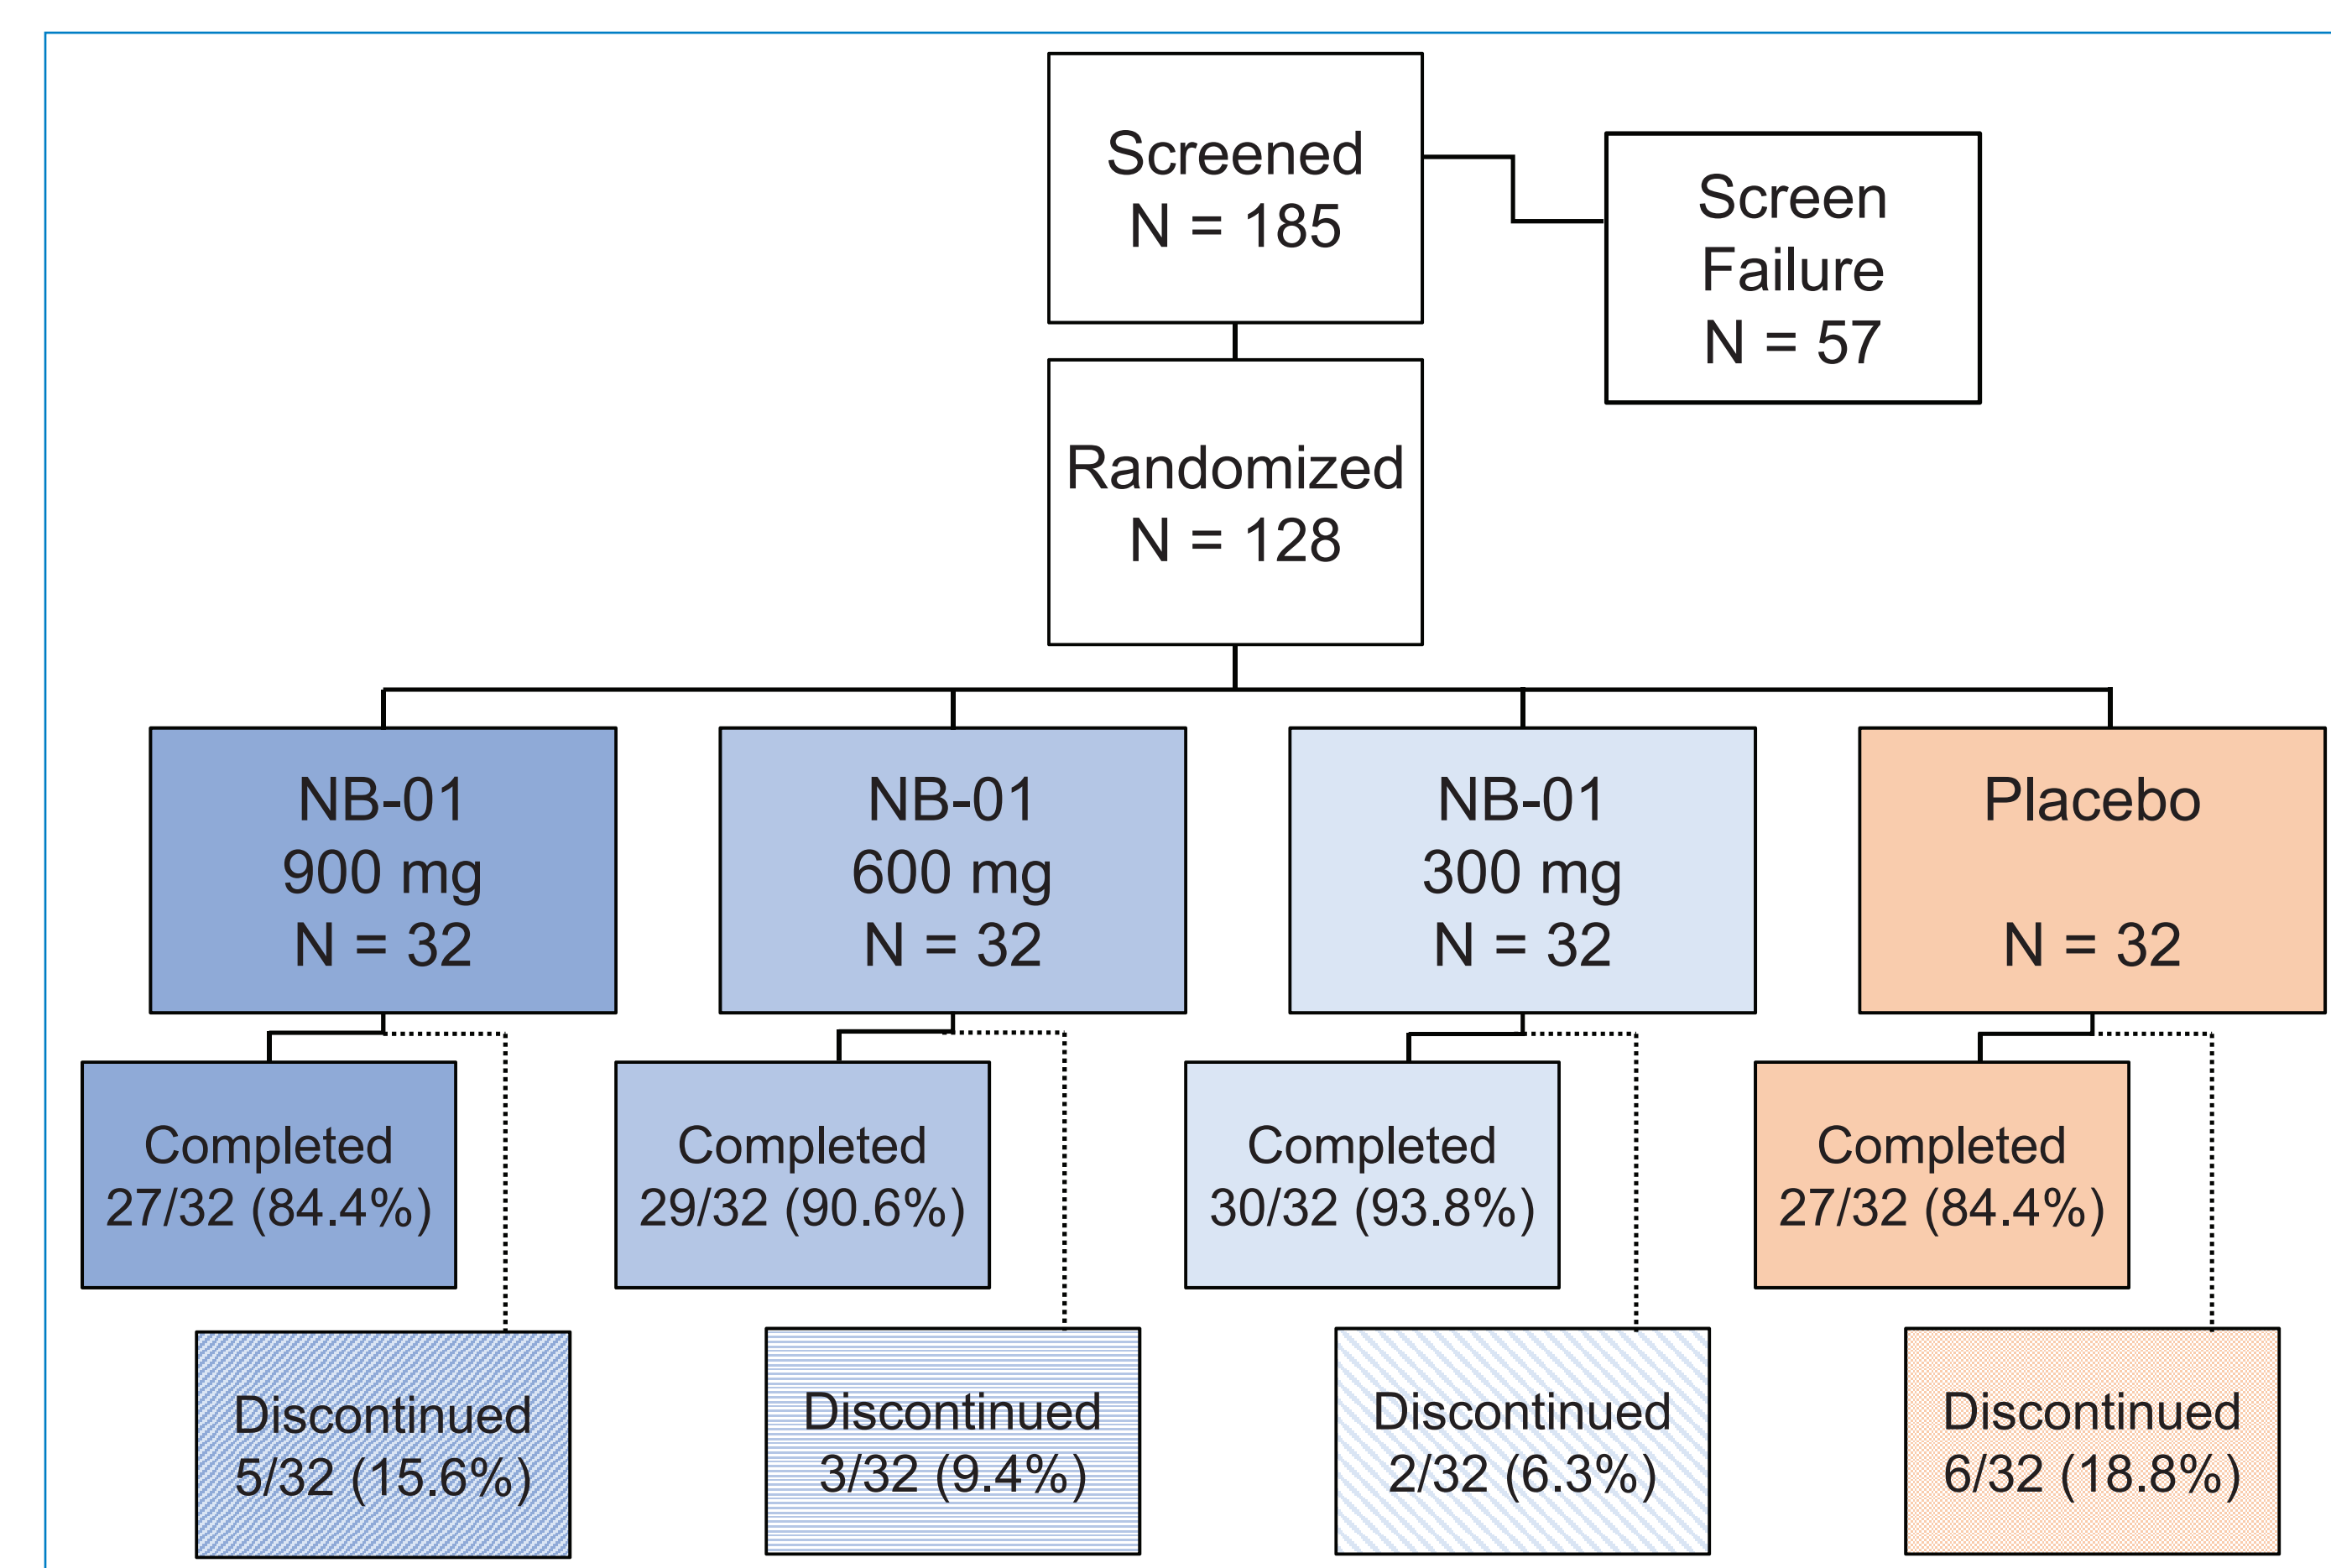 Screened
N = 185
Screen
Failure
N = 57
Randomized
N = 128
NB-01
900 mg
N = 32
NB-01
600 mg
N = 32
NB-01
300 mg
N = 32
Placebo
N = 32
Completed
27/32 (84.4%)
Completed
29/32 (90.6%)
Completed
30/32 (93.8%)
Completed
27/32 (84.4%)
Discontinued
5/32 (15.6%)
Discontinued
3/32 (9.4%)
Discontinued
2/32 (6.3%)
Discontinued
6/32 (18.8%)